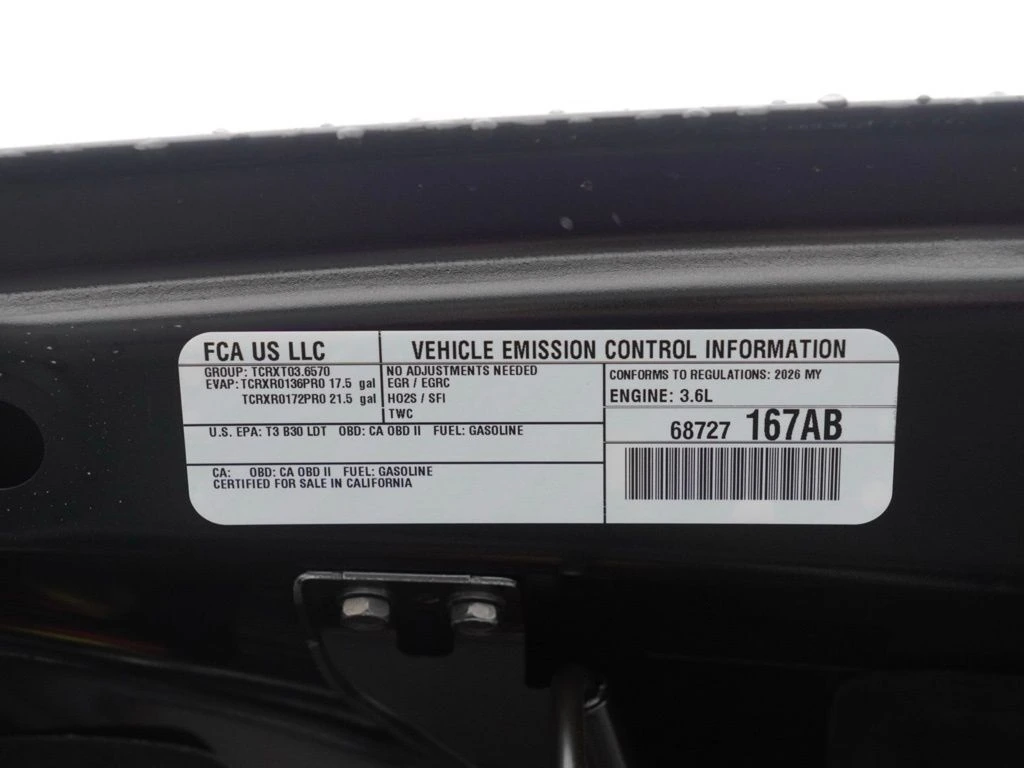 FCA US LLC
VEHICLE EMISSION CONTROL INFORMATION
GROUP: TCRXT03.6570
EVAP: TCRXR0136PR0 17.5 gal
TCRXR0172PR0 21.5 gal
NO ADJUSTMENTS NEEDED
EGR / EGRC
HO2S / SFI
TWC
CONFORMS TO REGULATIONS: 2026 MY
ENGINE: 3.6L
U.S. EPA: T3 B30 LDT OBD: CA OBD II FUEL: GASOLINE
68727 167AB
CA: OBD: CA OBD II FUEL: GASOLINE
CERTIFIED FOR SALE IN CALIFORNIA